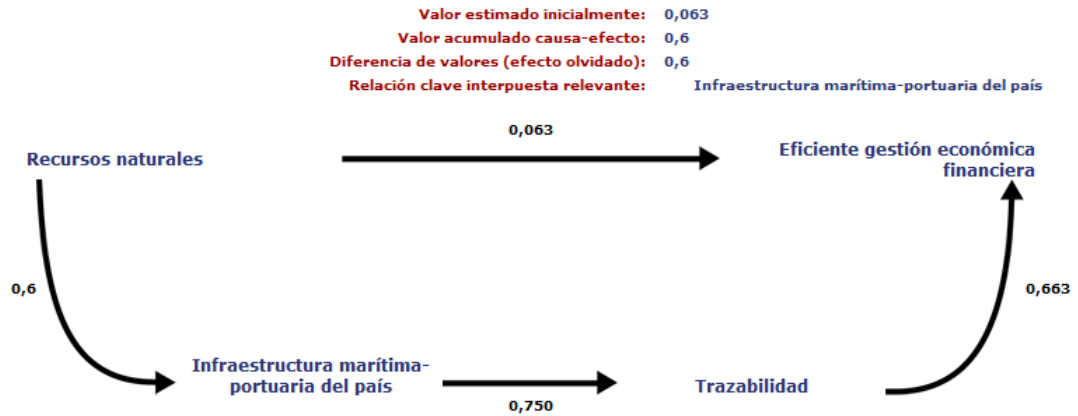 Valor estimado inicialmente: 0,063
Valor acumulado causa-efecto: 0,6
Diferencia de valores (efecto olvidado): 0,6
Relación clave interpuesta relevante: Infraestructura marítima-portuaria del país
0,063
Recursos naturales
Eficiente gestión económica
financiera
0,6
0,663
Infraestructura marítima-
portuaria del país
Trazabilidad
0,750